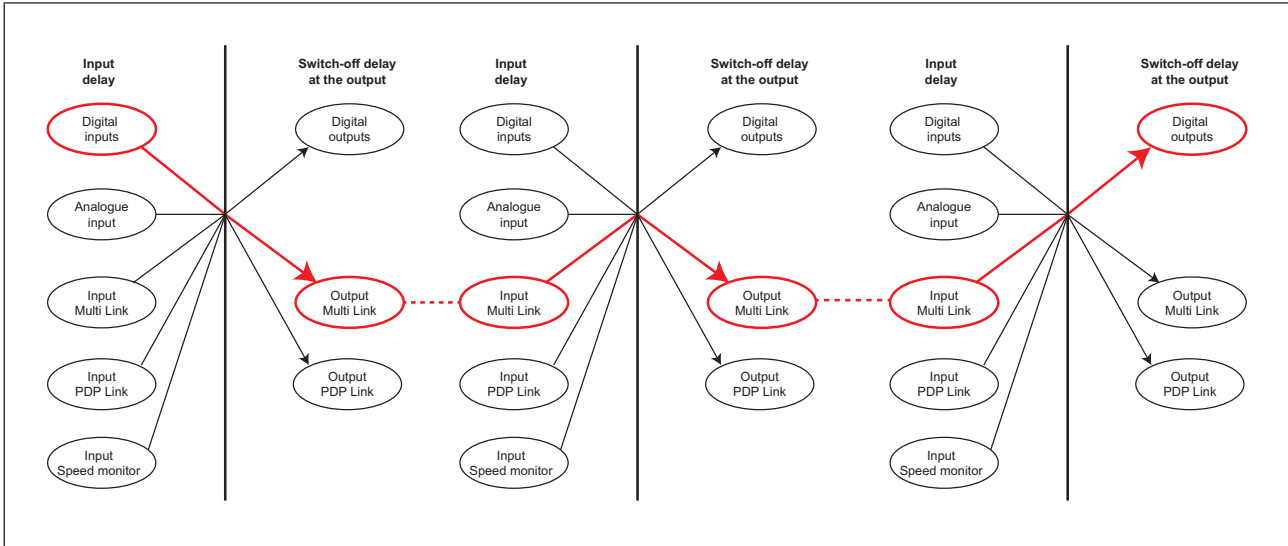 Input
delay
Switch-off delay
at the output
Digital
inputs
Analogue
input
Input
Multi Link
Input
PDP Link
Input
Speed monitor
Digital
outputs
Output
Multi Link
Output
PDP Link
Input
delay
Switch-off delay
at the output
Digital
inputs
Analogue
input
Input
Multi Link
Input
PDP Link
Input
Speed monitor
Digital
outputs
Output
Multi Link
Output
PDP Link
Input
delay
Switch-off delay
at the output
Digital
inputs
Analogue
input
Input
Multi Link
Input
PDP Link
Input
Speed monitor
Digital
outputs
Output
Multi Link
Output
PDP Link